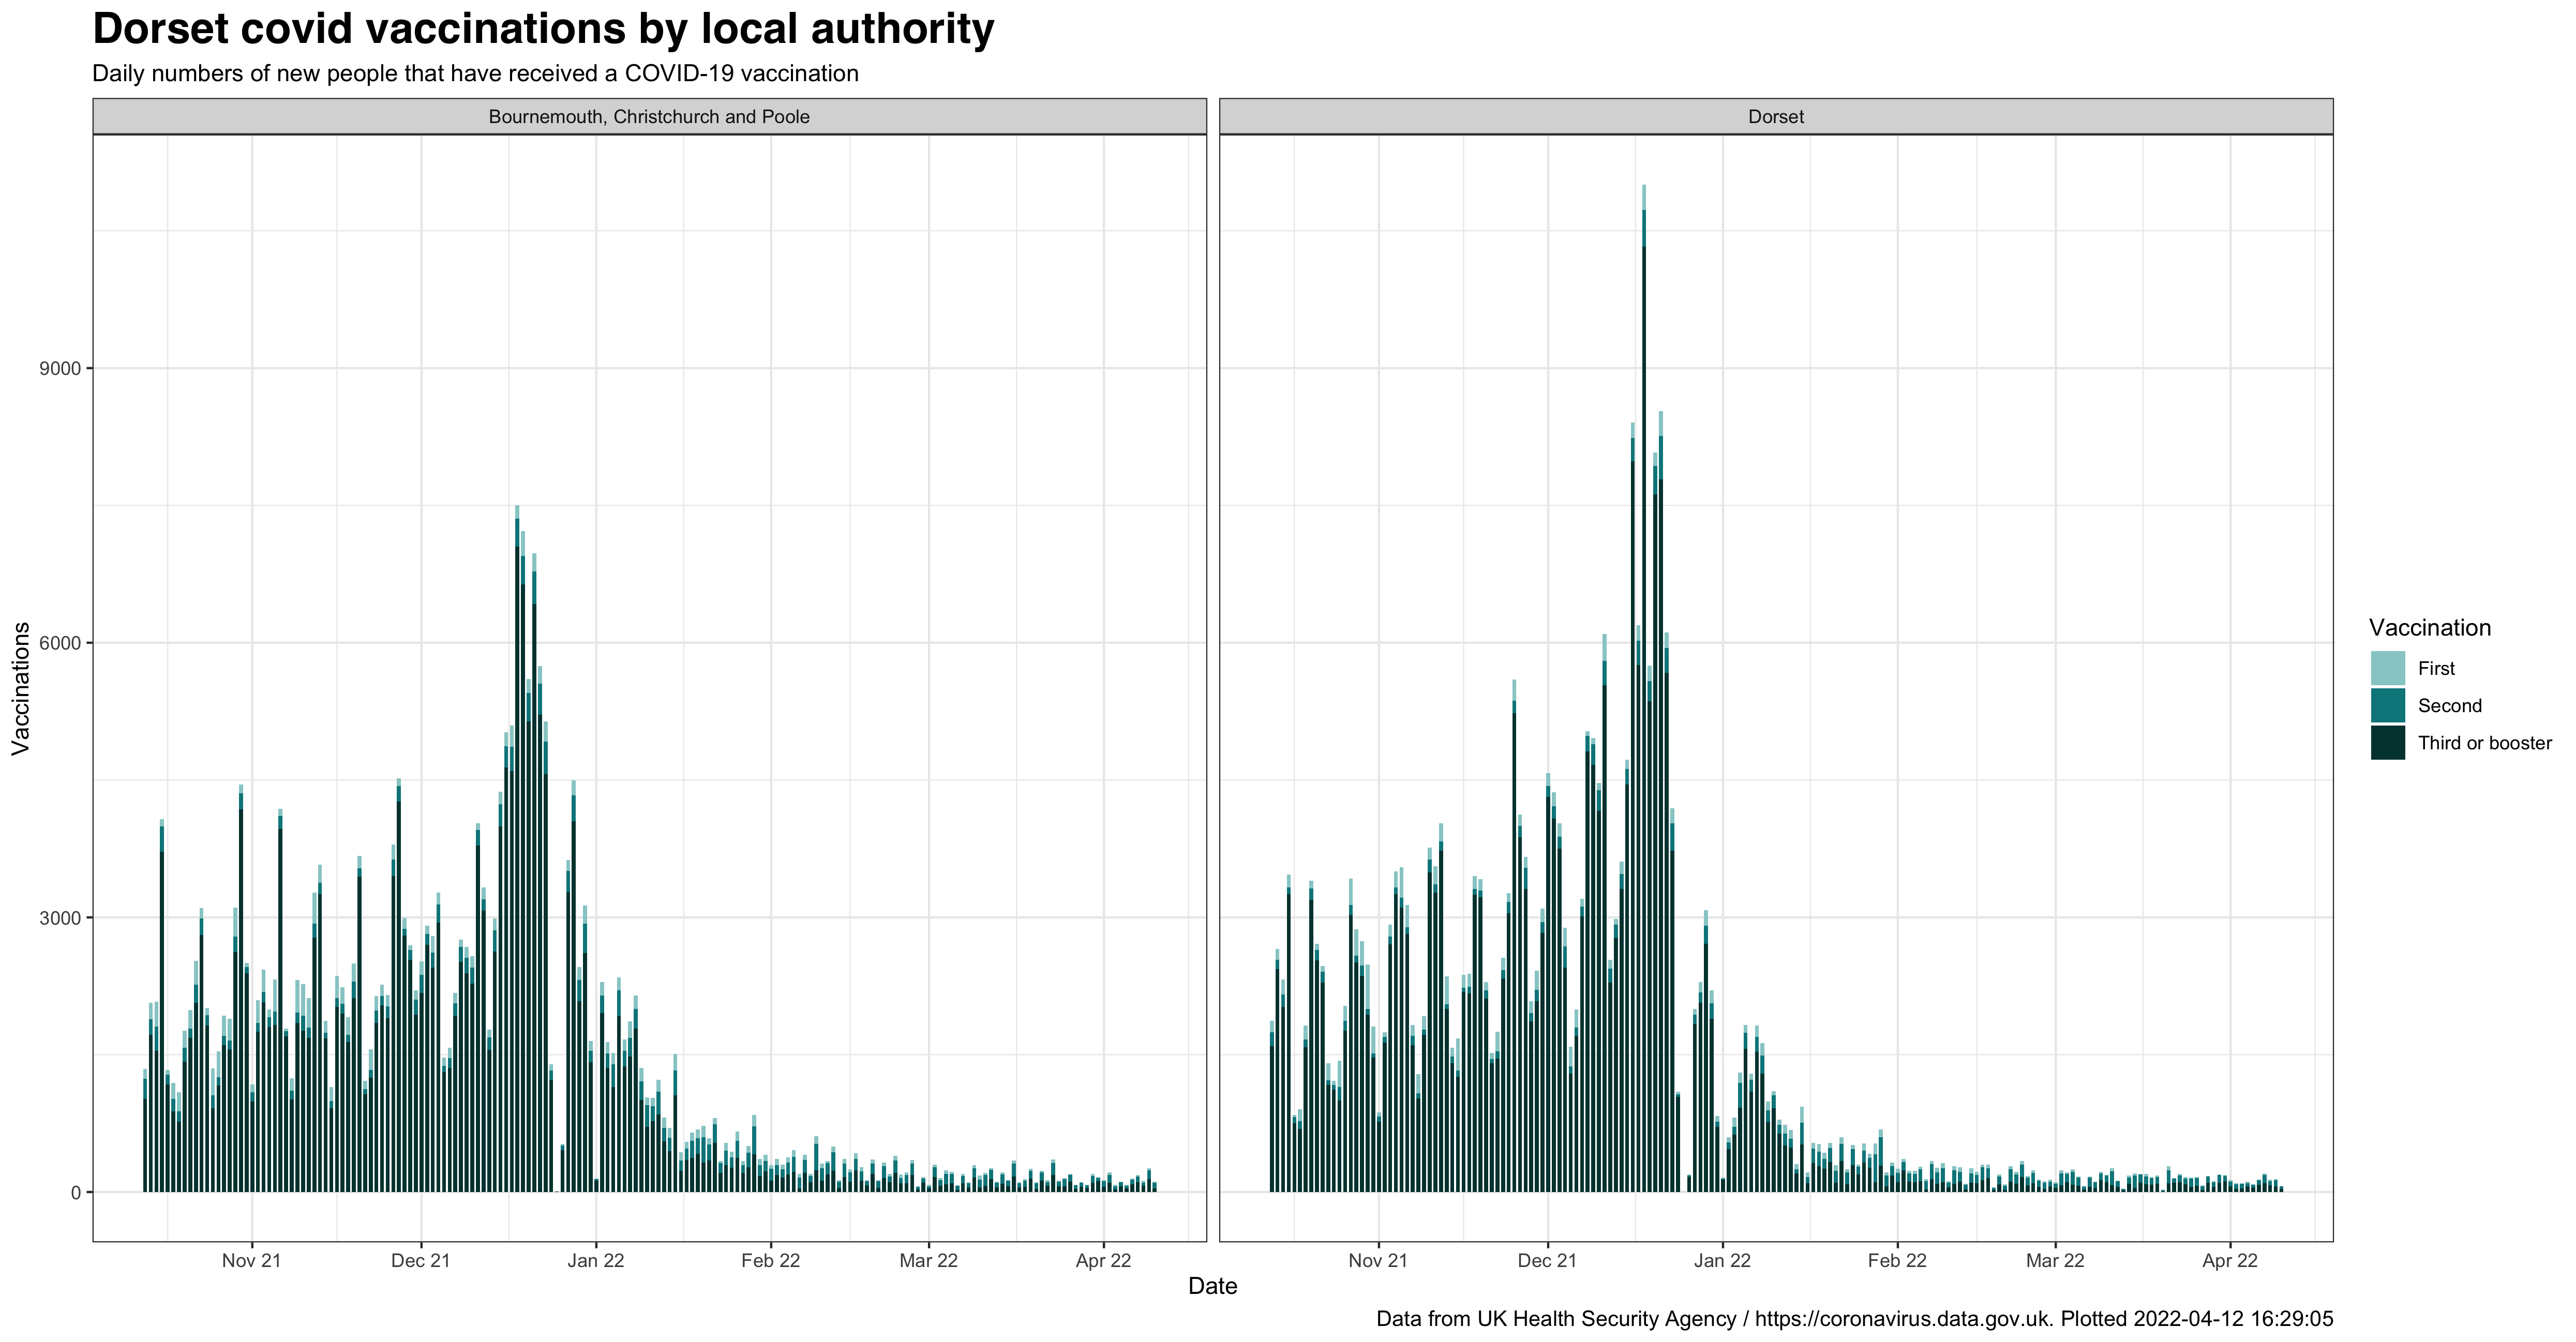 Dorset covid vaccinations by local authority
Daily numbers of new people that have received a COVID-19 vaccination
Bournemouth, Christchurch and Poole
Dorset
Vaccinations
9000
6000
3000
0
Nov 21
Dec 21
Jan 22
Feb 22
Mar 22
Apr 22
Nov 21
Dec 21
Jan 22
Feb 22
Mar 22
Apr 22
Date
Vaccination
First
Second
Third or booster
Data from UK Health Security Agency / https://coronavirus.data.gov.uk. Plotted 2022-04-12 16:29:05